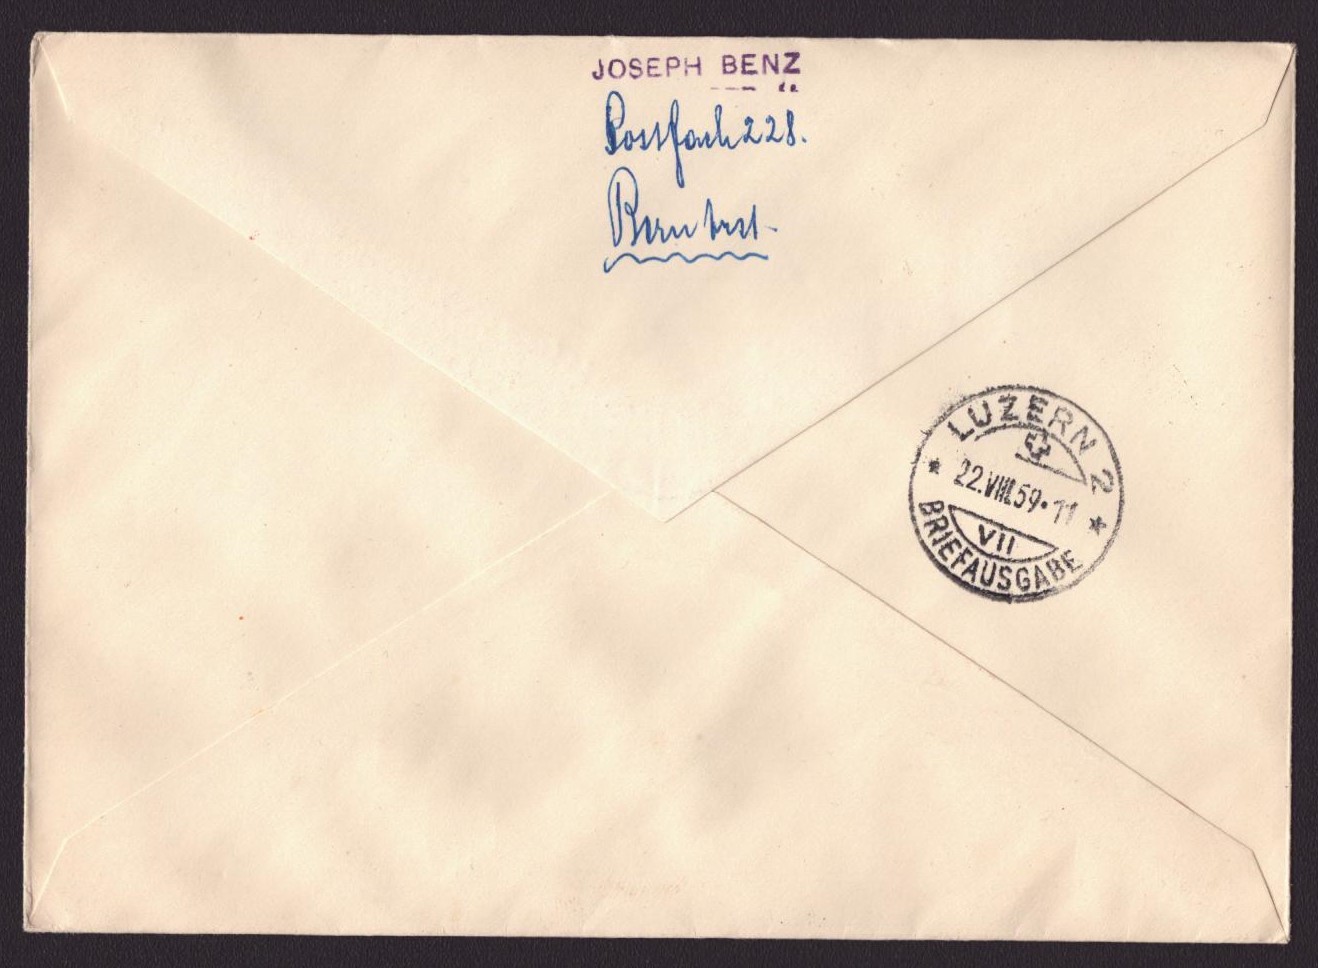 JOSEPH BENZ
Postfach 228.
Bern
LUZERN 2
22.VIII.59.11
VII
BRIEFAUSGABE